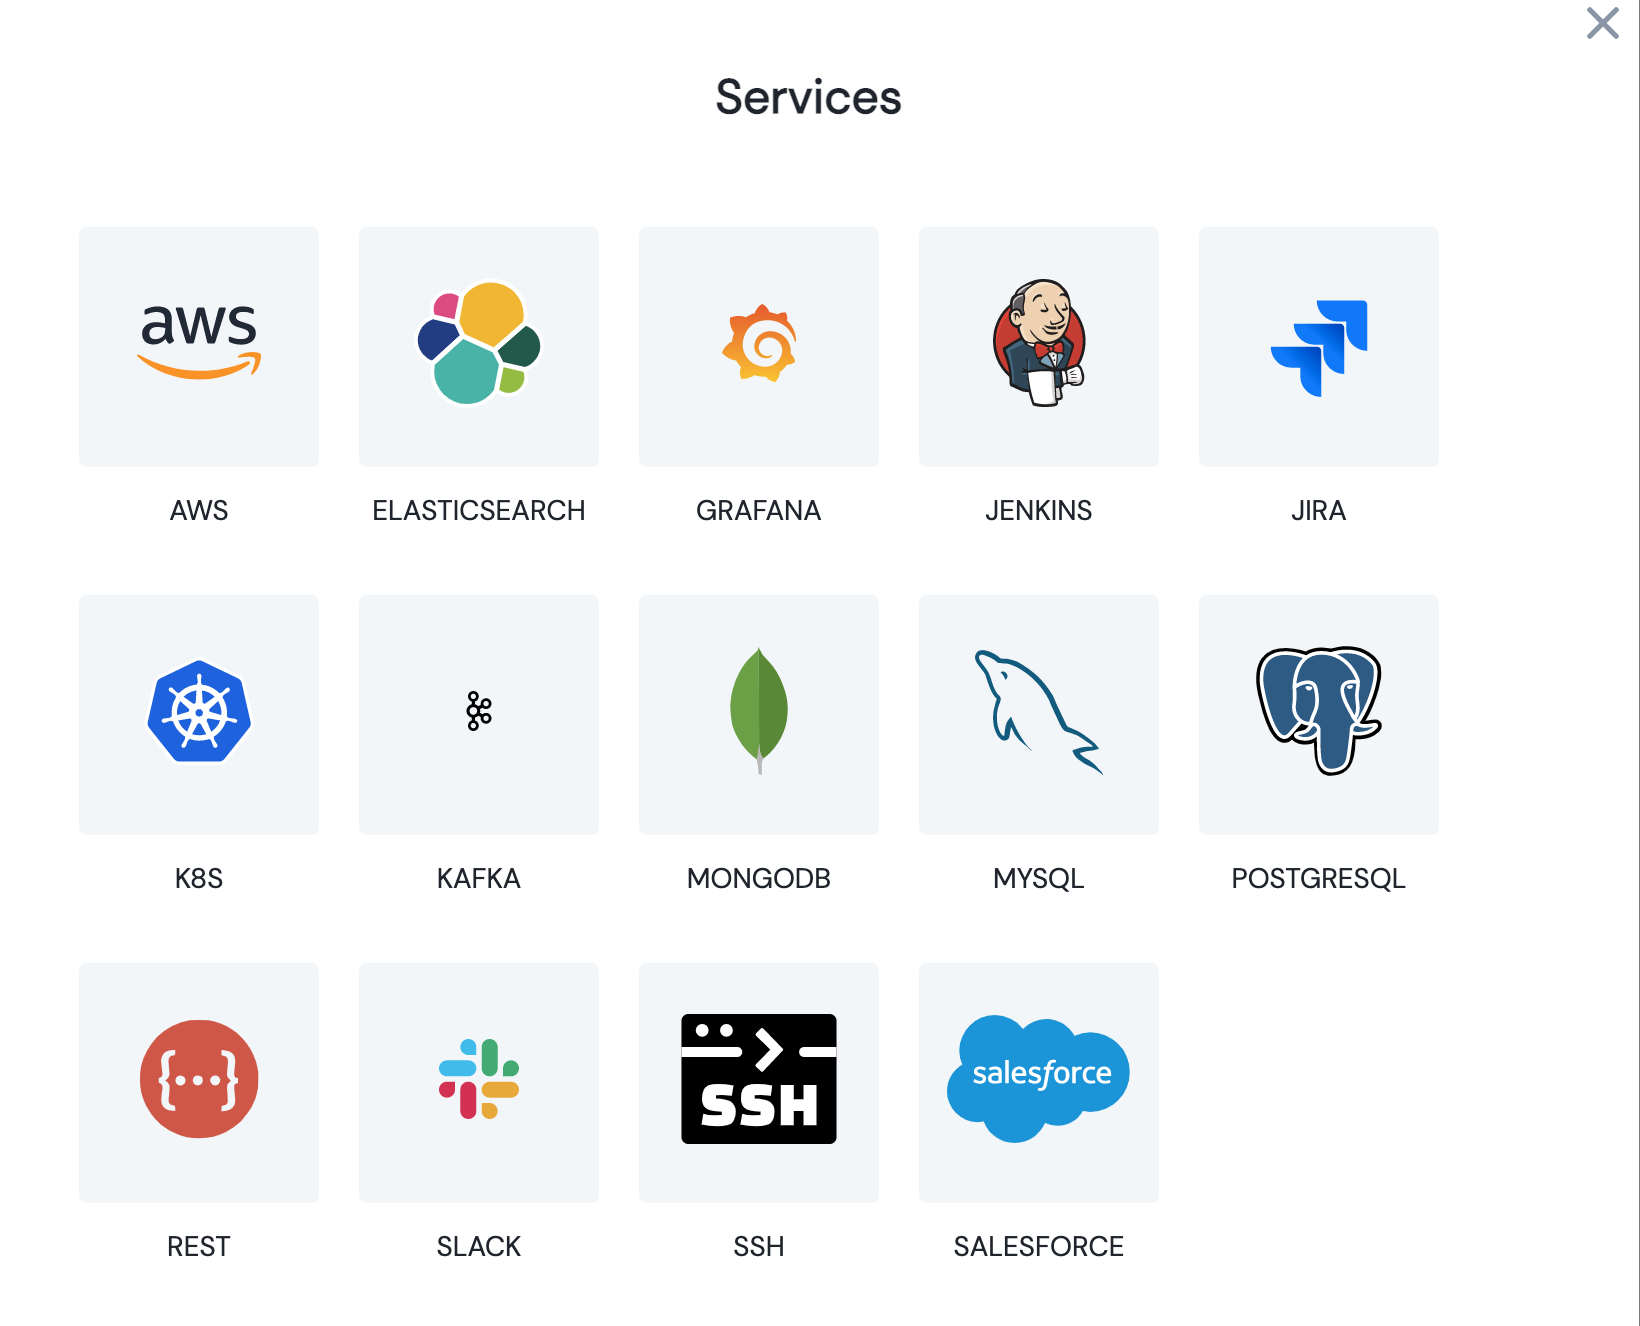 Services
aws
AWS
ELASTICSEARCH
GRAFANA
JENKINS
JIRA
K8S
KAFKA
MONGODB
MYSQL
POSTGRESQL
{...}
SSH
salesforce
REST
SLACK
SSH
SALESFORCE